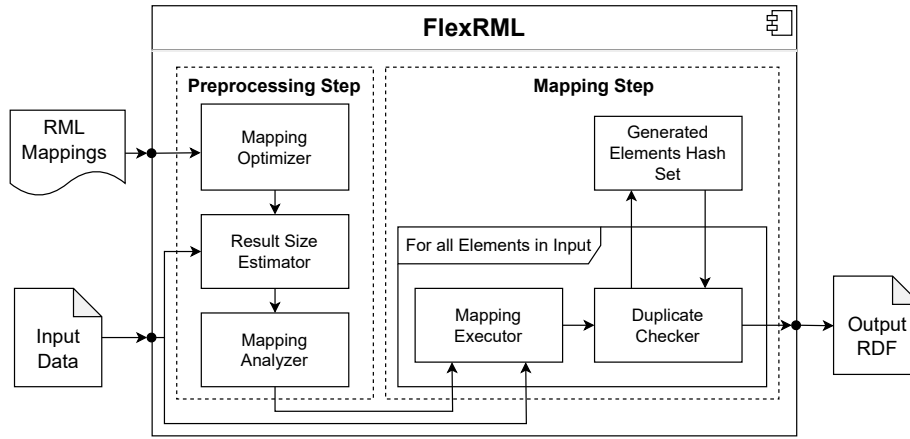 FlexRML
Preprocessing Step
Mapping Step
RML
Mappings
Mapping
Optimizer
Generated
Elements Hash
Set
Result Size
Estimator
For all Elements in Input
Input
Data
Mapping
Analyzer
Mapping
Executor
Duplicate
Checker
Output
RDF